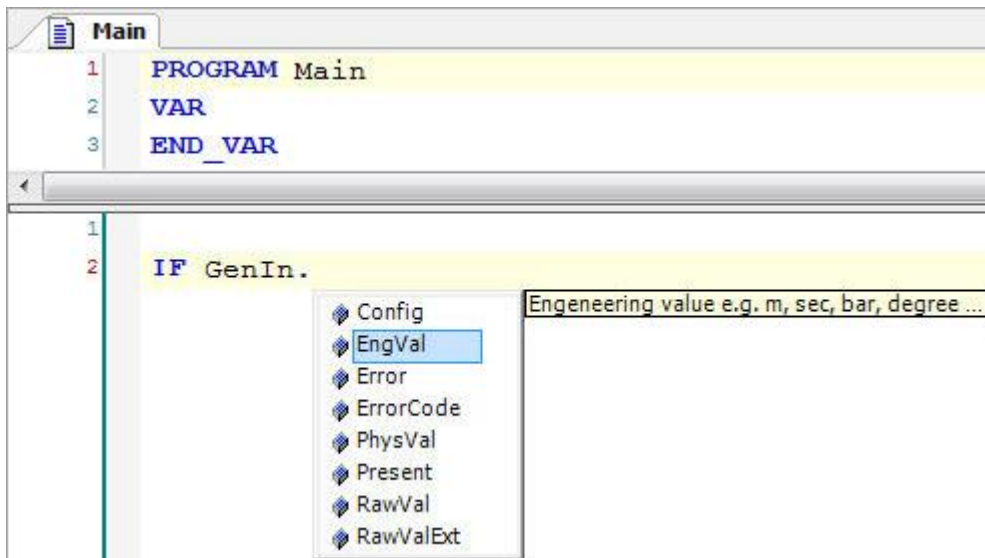 Main
1 PROGRAM Main
2 VAR
3 END_VAR
1
2 IF GenIn.
Config
EngVal
Engeneering value e.g. m, sec, bar, degree ...
Error
ErrorCode
PhysVal
Present
RawVal
RawValExt